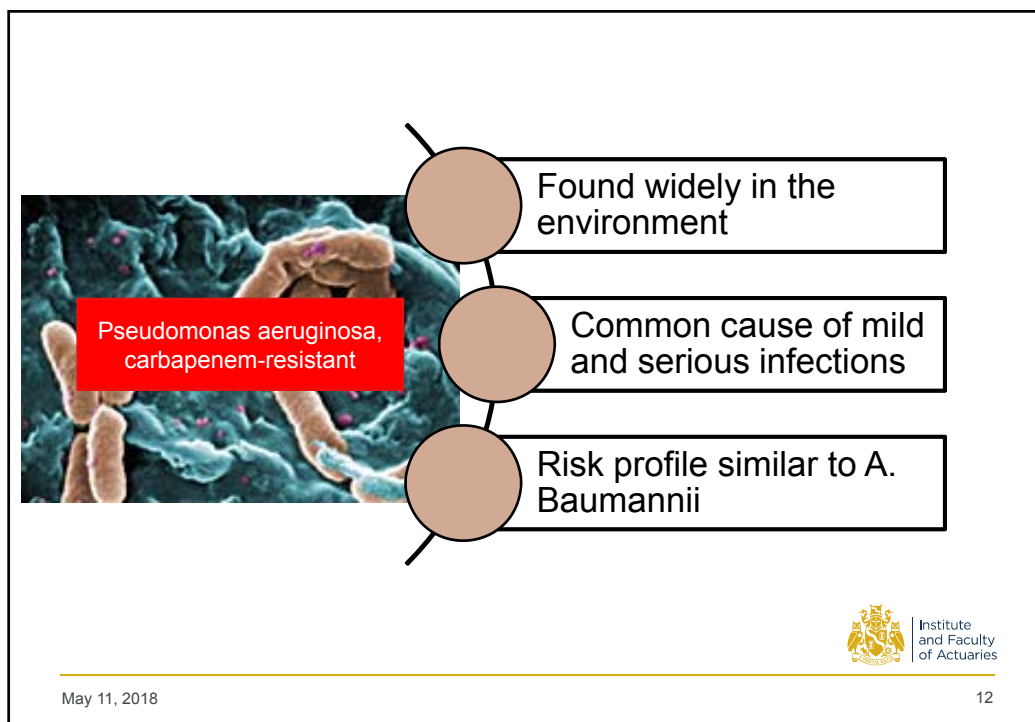 Pseudomonas aeruginosa,
carbapenem-resistant
Found widely in the
environment
Common cause of mild
and serious infections
Risk profile similar to A.
Baumannii
Institute
and Faculty
of Actuaries
May 11, 2018
12